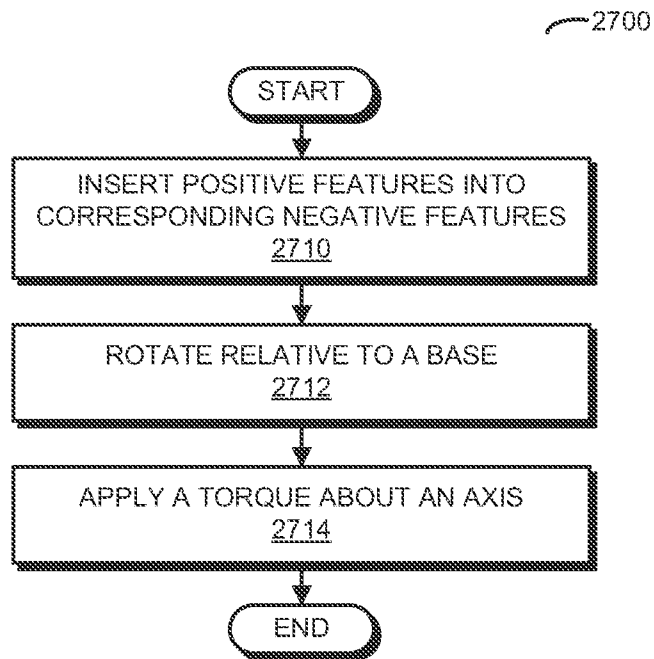 2700
START
INSERT POSITIVE FEATURES INTO
CORRESPONDING NEGATIVE FEATURES
2710
ROTATE RELATIVE TO A BASE
2712
APPLY A TORQUE ABOUT AN AXIS
2714
END